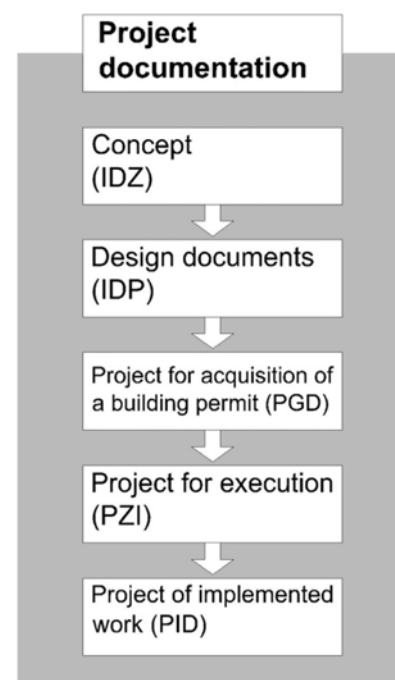 Project
documentation
Concept
(IDZ)
Design documents
(IDP)
Project for acquisition of
a building permit (PGD)
Project for execution
(PZI)
Project of implemented
work (PID)